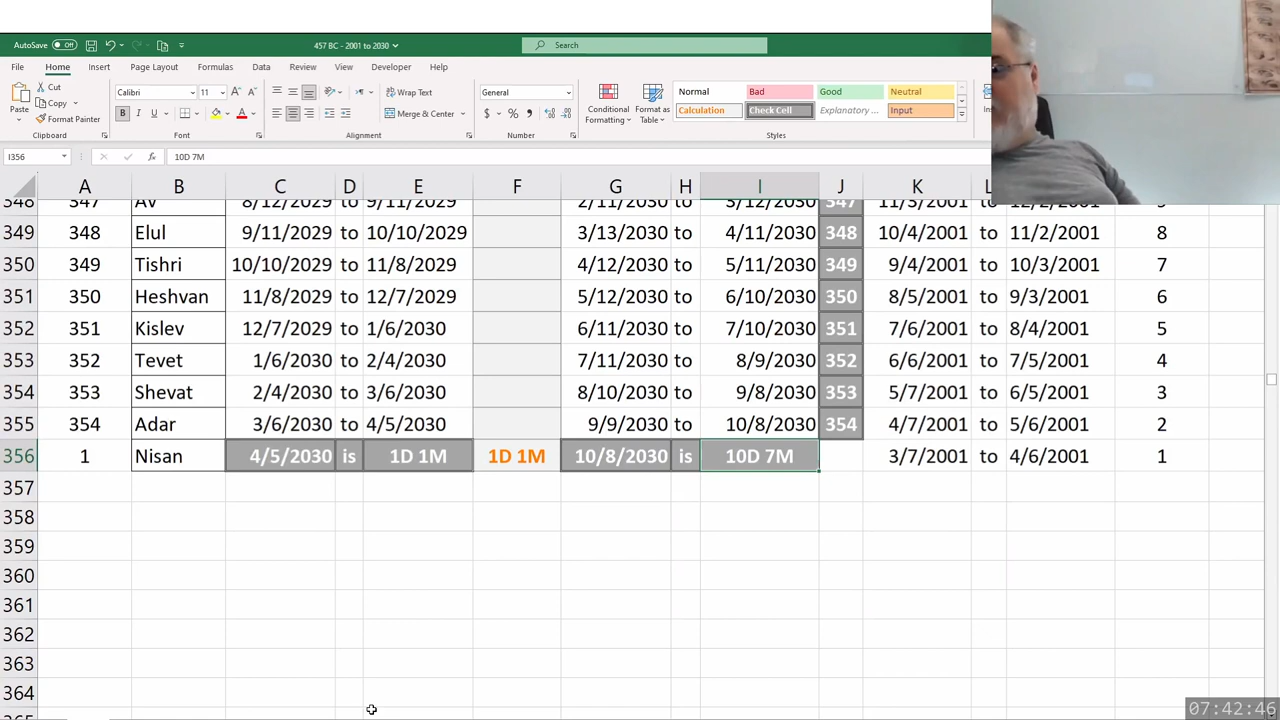 AutoSave Off 457 BC - 2001 to 2030 Search
File Home Insert Page Layout Formulas Data Review View Developer Help
Paste Cut Copy Format Painter Clipboard
Calibri 11 Font
Wrap Text Merge & Center Alignment
General Number
Conditional Formatting Format as Table
Normal Bad Good Neutral
Calculation Check Cell Explanatory ... Input
Styles
I356 10D 7M
A B C D E F G H I J K L M
348 347 Av 8/12/2029 to 9/11/2029 2/11/2030 to 3/12/2030 347 11/3/2001 to 12/2/2001
349 348 Elul 9/11/2029 to 10/10/2029 3/13/2030 to 4/11/2030 348 10/4/2001 to 11/2/2001 8
350 349 Tishri 10/10/2029 to 11/8/2029 4/12/2030 to 5/11/2030 349 9/4/2001 to 10/3/2001 7
351 350 Heshvan 11/8/2029 to 12/7/2029 5/12/2030 to 6/10/2030 350 8/5/2001 to 9/3/2001 6
352 351 Kislev 12/7/2029 to 1/6/2030 6/11/2030 to 7/10/2030 351 7/6/2001 to 8/4/2001 5
353 352 Tevet 1/6/2030 to 2/4/2030 7/11/2030 to 8/9/2030 352 6/6/2001 to 7/5/2001 4
354 353 Shevat 2/4/2030 to 3/6/2030 8/10/2030 to 9/8/2030 353 5/7/2001 to 6/5/2001 3
355 354 Adar 3/6/2030 to 4/5/2030 9/9/2030 to 10/8/2030 354 4/7/2001 to 5/6/2001 2
356 1 Nisan 4/5/2030 is 1D 1M 1D 1M 10/8/2030 is 10D 7M 3/7/2001 to 4/6/2001 1
357
358
359
360
361
362
363
364
07:42:46